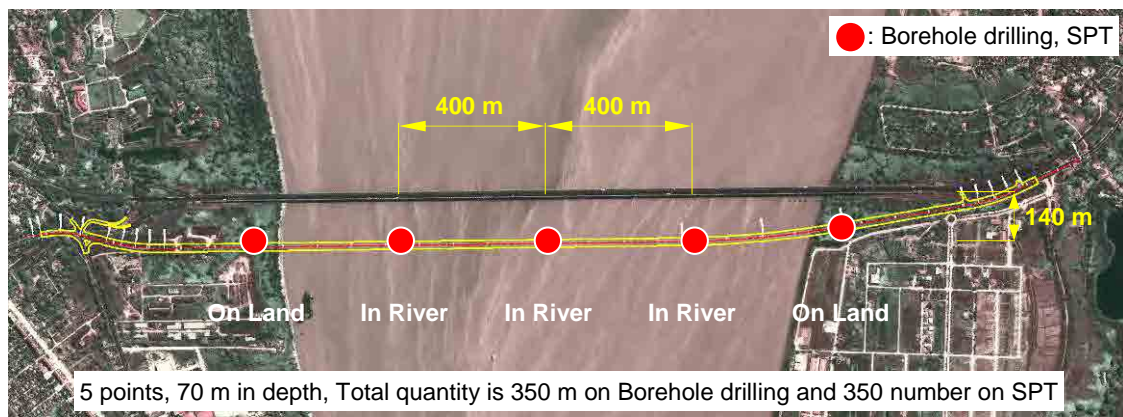 : Borehole drilling, SPT
400 m
400 m
140 m
On Land
In River
In River
In River
On Land
5 points, 70 m in depth, Total quantity is 350 m on Borehole drilling and 350 number on SPT